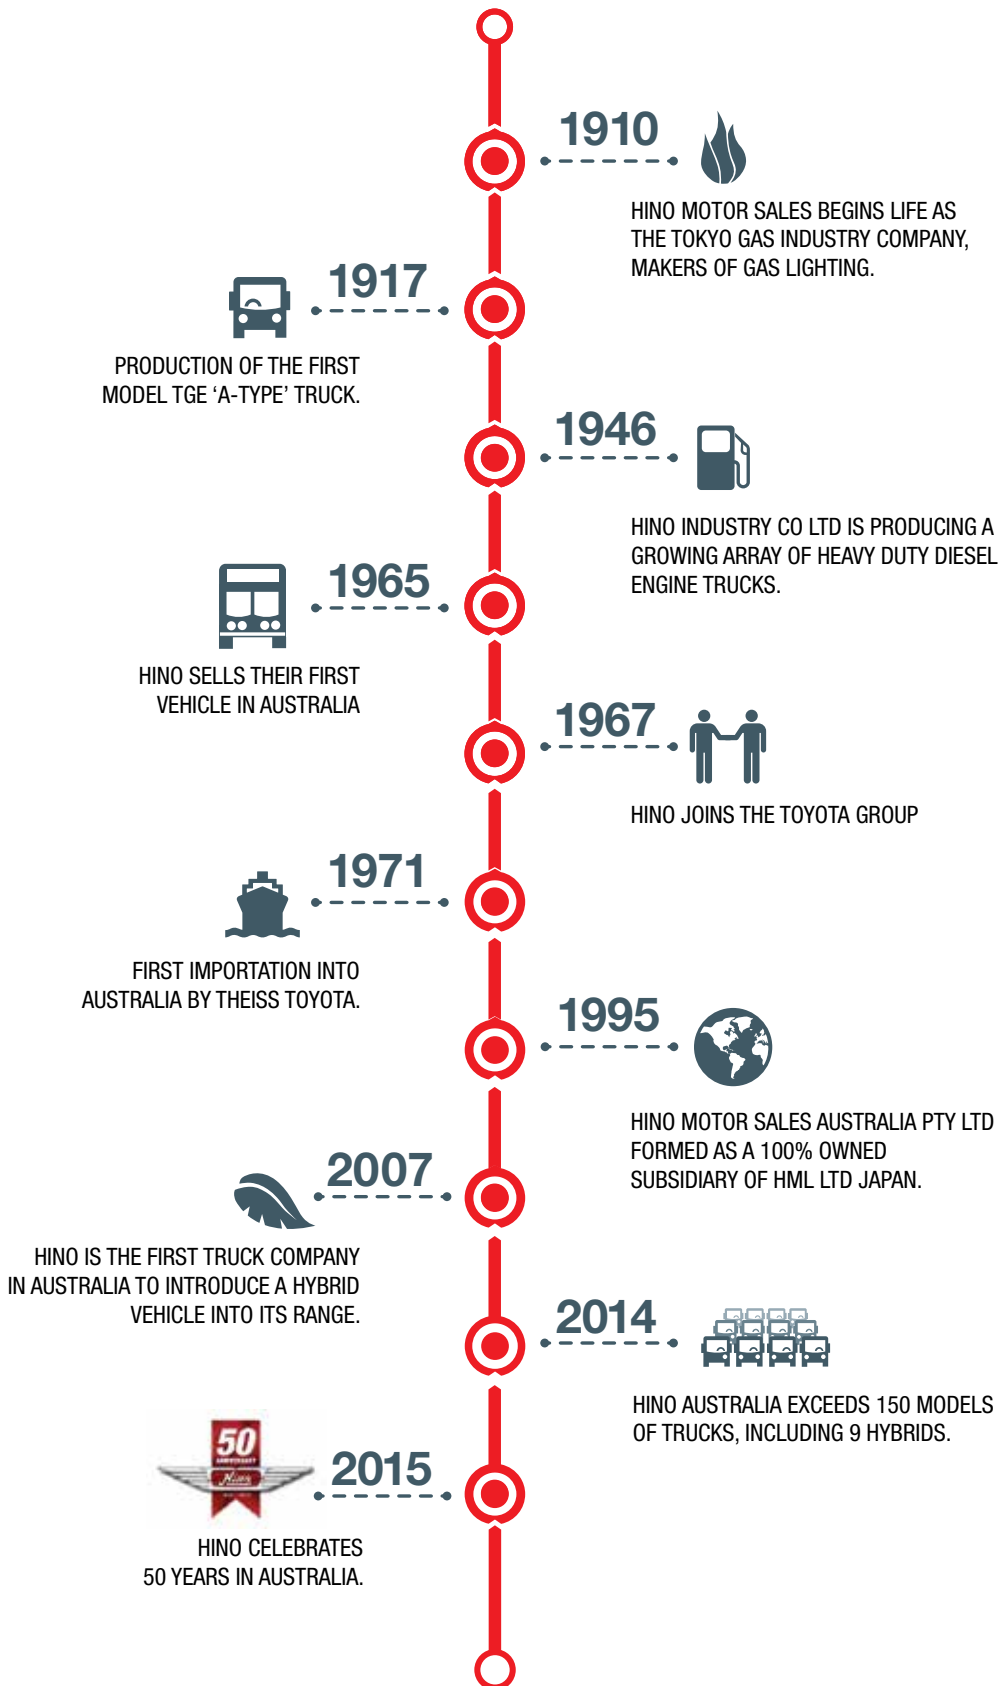 1910
HINO MOTOR SALES BEGINS LIFE AS
THE TOKYO GAS INDUSTRY COMPANY,
MAKERS OF GAS LIGHTING.
1917
PRODUCTION OF THE FIRST
MODEL TGE ‘A-TYPE’ TRUCK.
1946
HINO INDUSTRY CO LTD IS PRODUCING A
GROWING ARRAY OF HEAVY DUTY DIESEL
ENGINE TRUCKS.
1965
HINO SELLS THEIR FIRST
VEHICLE IN AUSTRALIA
1967
HINO JOINS THE TOYOTA GROUP
1971
FIRST IMPORTATION INTO
AUSTRALIA BY THEISS TOYOTA.
1995
HINO MOTOR SALES AUSTRALIA PTY LTD
FORMED AS A 100% OWNED
SUBSIDIARY OF HML LTD JAPAN.
2007
HINO IS THE FIRST TRUCK COMPANY
IN AUSTRALIA TO INTRODUCE A HYBRID
VEHICLE INTO ITS RANGE.
2014
HINO AUSTRALIA EXCEEDS 150 MODELS
OF TRUCKS, INCLUDING 9 HYBRIDS.
50
ANNIVERSARY
Hino
2015
HINO CELEBRATES
50 YEARS IN AUSTRALIA.